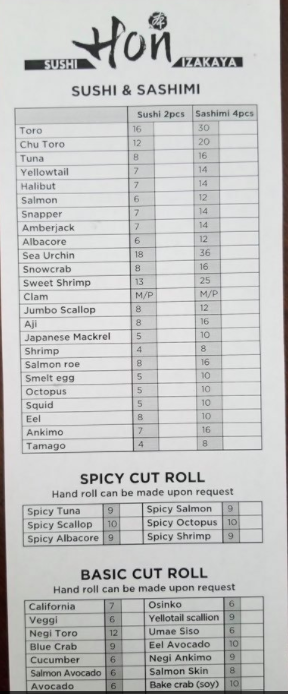 Hon
SUSHI IZAKAYA
SUSHI & SASHIMI
Sushi 2pcs Sashimi 4pcs
Toro 16 30
Chu Toro 12 20
Tuna 8 16
Yellowtail 7 14
Halibut 7 14
Salmon 6 12
Snapper 7 14
Amberjack 7 14
Albacore 6 12
Sea Urchin 18 36
Snowcrab 8 16
Sweet Shrimp 13 25
Clam M/P M/P
Jumbo Scallop 8 12
Aji 8 16
Japanese Mackrel 5 10
Shrimp 4 8
Salmon roe 8 16
Smelt egg 5 10
Octopus 5 10
Squid 5 10
Eel 8 10
Ankimo 7 16
Tamago 4 8
SPICY CUT ROLL
Hand roll can be made upon request
Spicy Tuna 9 Spicy Salmon 9
Spicy Scallop 10 Spicy Octopus 10
Spicy Albacore 9 Spicy Shrimp 9
BASIC CUT ROLL
Hand roll can be made upon request
California 7 Osinko 6
Veggi 6 Yellotail scallion 9
Negi Toro 12 Umae Siso 6
Blue Crab 9 Eel Avocado 10
Cucumber 6 Negi Ankimo 9
Salmon Avocado 6 Salmon Skin 8
Avocado 6 Bake crab (soy) 10